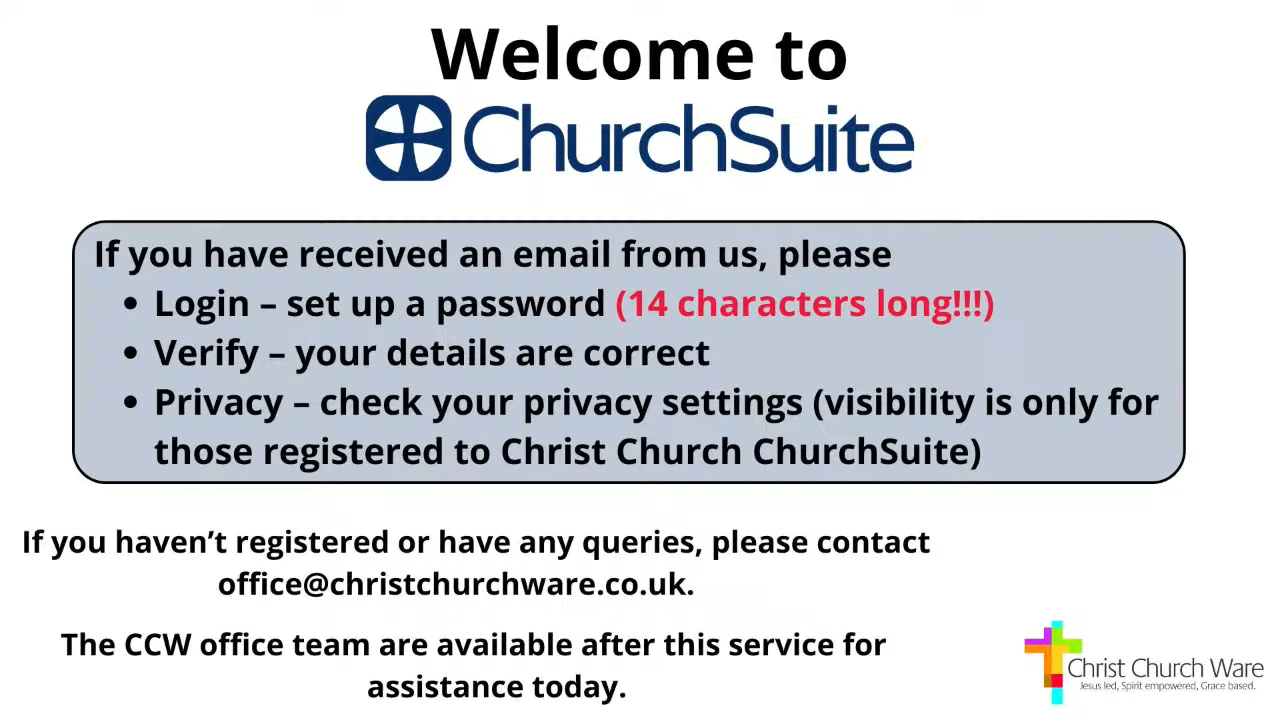 Welcome to
ChurchSuite
If you have received an email from us, please
• Login – set up a password (14 characters long!!!)
• Verify – your details are correct
• Privacy – check your privacy settings (visibility is only for
those registered to Christ Church ChurchSuite)
If you haven’t registered or have any queries, please contact
office@christchurchware.co.uk.
The CCW office team are available after this service for
assistance today.
Christ Church Ware
Jesus led, Spirit empowered, Grace based.